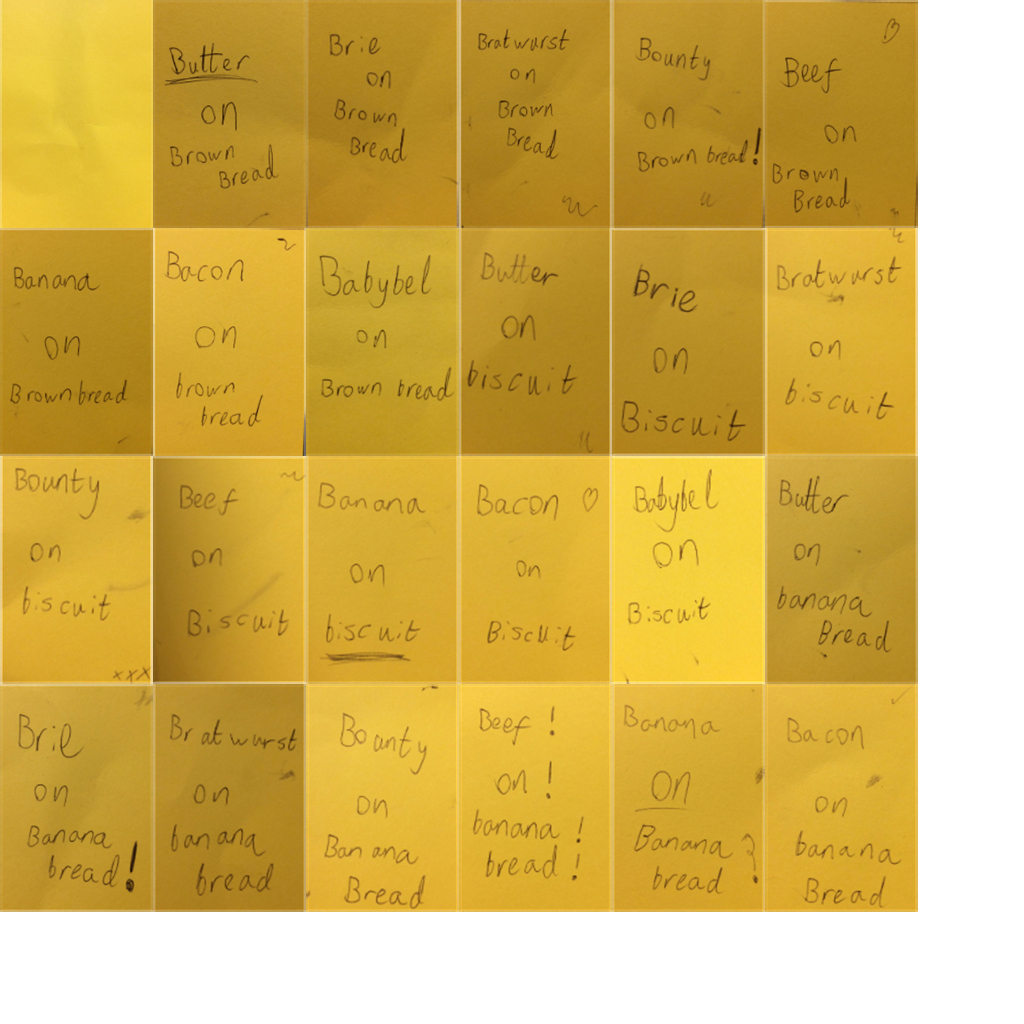 Butter
on
Brown
Bread
Brie
on
Brown
Bread
Bratwurst
on
Brown
Bread
Bounty
on
Brown bread!
B
Beef
on
Brown
Bread
Banana
on
Brown bread
Bacon
on
brown
bread
Babybel
on
Brown bread
Butter
on
biscuit
Brie
on
Biscuit
Bratwurst
on
biscuit
Bounty
on
biscuit
xxx
Beef
on
Biscuit
Banana
on
biscuit
Bacon ♡
on
Biscuit
Babybel
on
Biscuit
Butter
on
banana
Bread
Brie
on
Banana
bread!
Bratwurst
on
banana
bread
Bounty
on
Banana
Bread
Beef !
on !
banana !
bread !
Banana
on
Banana
bread ?
Bacon
on
banana
Bread